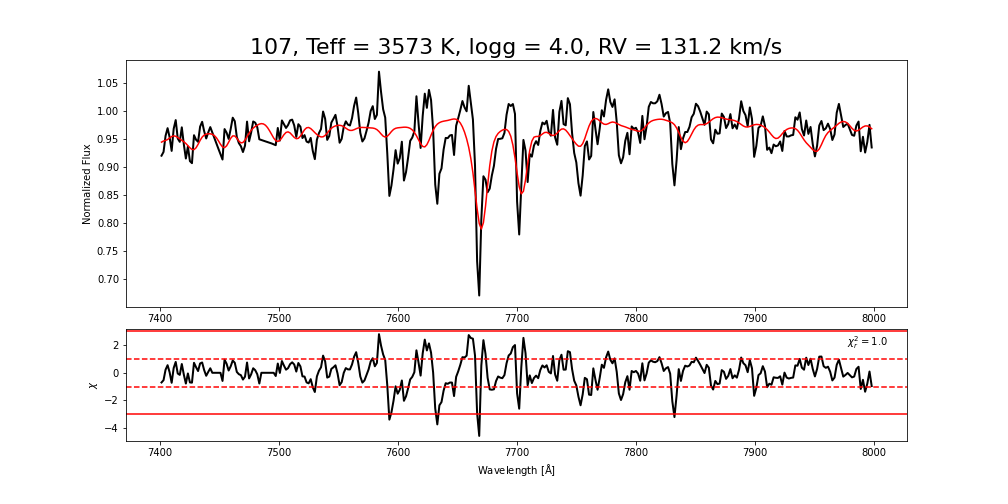 107, Teff = 3573 K, logg = 4.0, RV = 131.2 km/s
Normalized Flux
1.05
1.00
0.95
0.90
0.85
0.80
0.75
0.70
7400 7500 7600 7700 7800 7900 8000
χ
2
0
−2
−4
χ²ᵣ = 1.0
7400 7500 7600 7700 7800 7900 8000
Wavelength [Å]